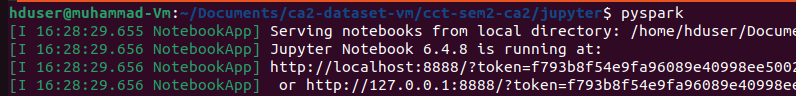 hduser@muhammad-Vm:~/Documents/ca2-dataset-vm/cct-sem2-ca2/jupyter$ pyspark
[I 16:28:29.655 NotebookApp] Serving notebooks from local directory: /home/hduser/Docume
[I 16:28:29.656 NotebookApp] Jupyter Notebook 6.4.8 is running at:
[I 16:28:29.656 NotebookApp] http://localhost:8888/?token=f793b8f54e9fa96089e40998ee5002
[I 16:28:29.656 NotebookApp]  or http://127.0.0.1:8888/?token=f793b8f54e9fa96089e40998ee